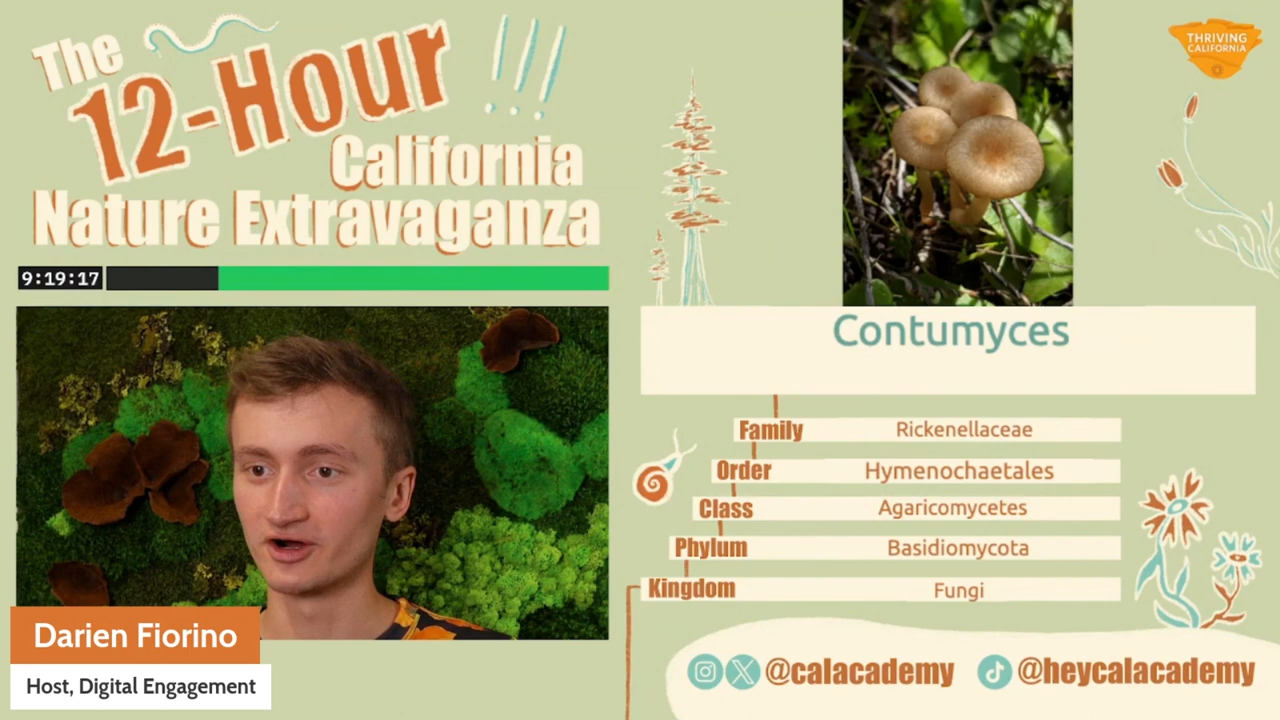 The
12-Hour!!!
California
Nature Extravaganza
9:19:17
THRIVING
CALIFORNIA
Contumyces
Family Rickenellaceae
Order Hymenochaetales
Class Agaricomycetes
Phylum Basidiomycota
Kingdom Fungi
Darien Fiorino
Host, Digital Engagement
@calacademy @heycalacademy